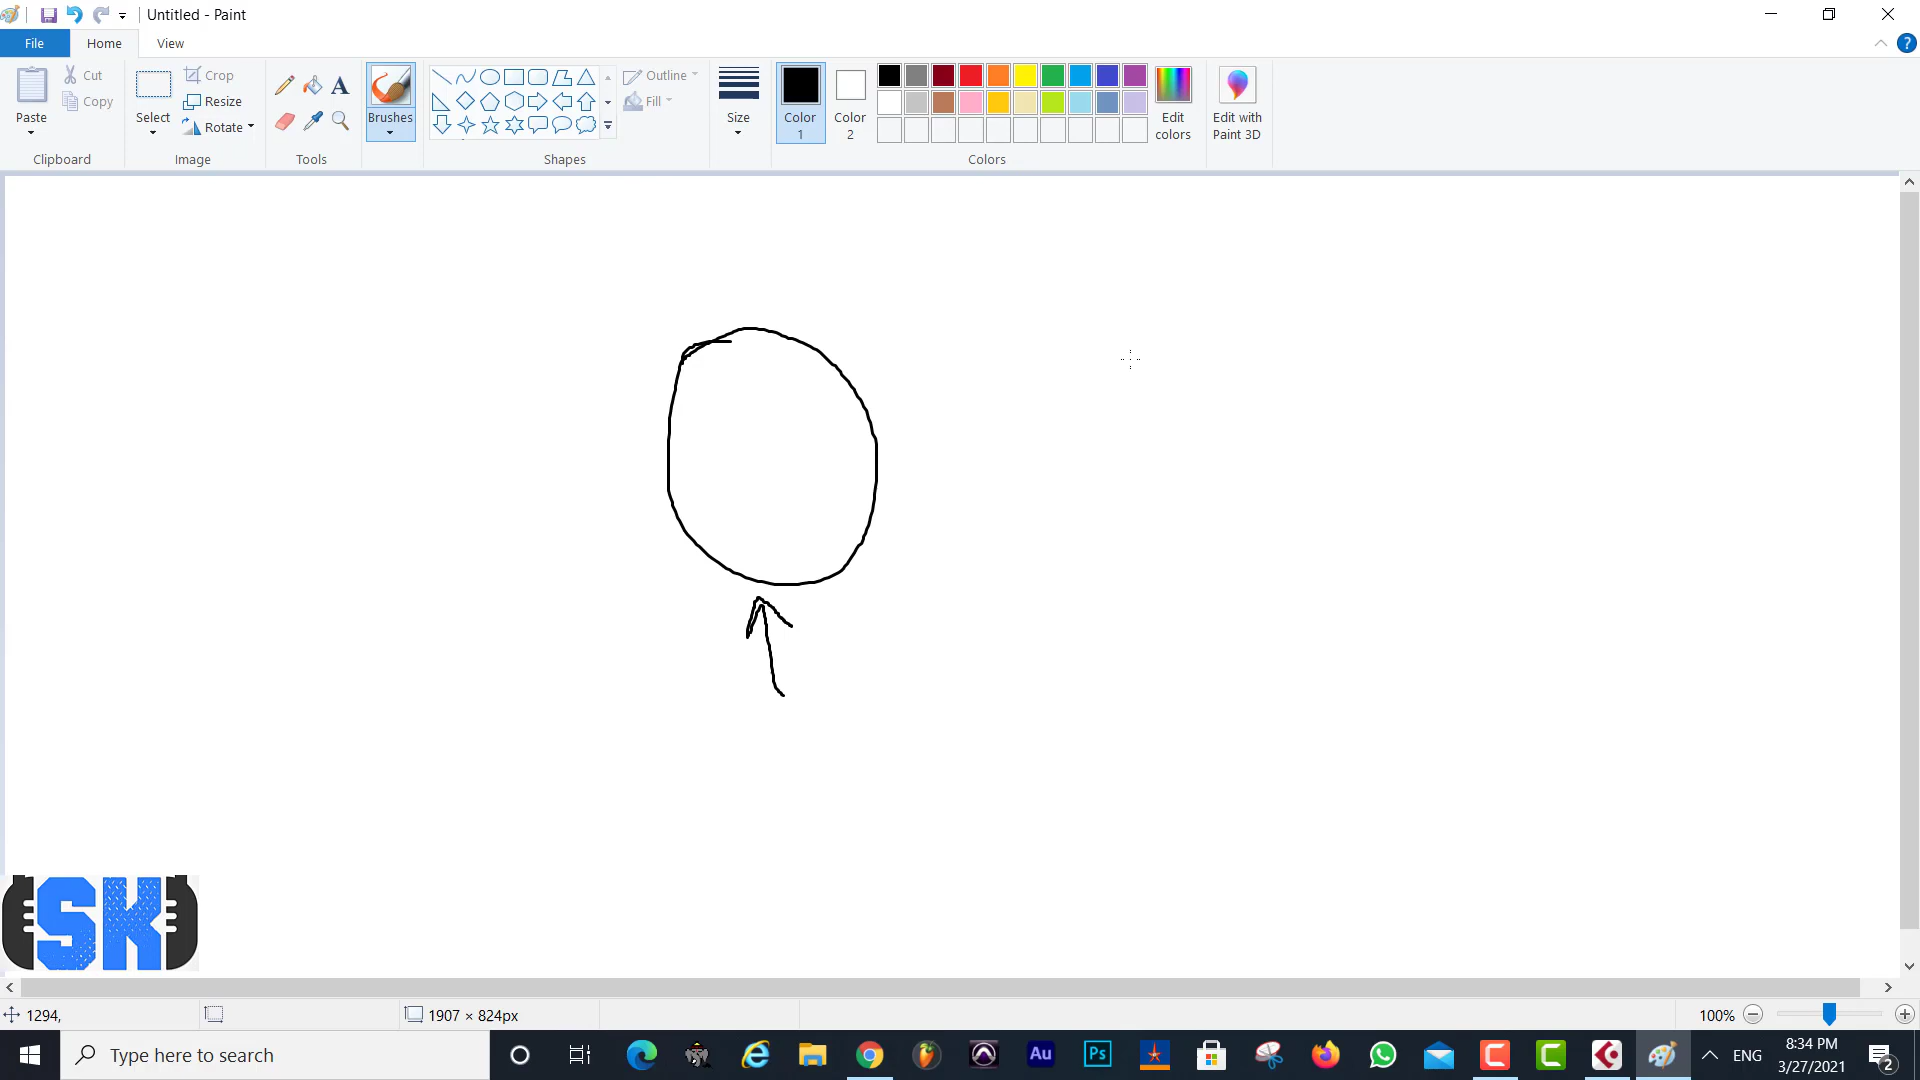 Untitled - Paint
File Home View
Paste
Cut
Copy
Clipboard
Select
Crop
Resize
Rotate
Image
Tools
Brushes
Shapes
Outline
Fill
Size
Color 1
Color 2
Colors
Edit colors
Edit with Paint 3D
SK
1294,
1907 × 824px
100%
Type here to search
Au
Ps
ENG
8:34 PM
3/27/2021
2